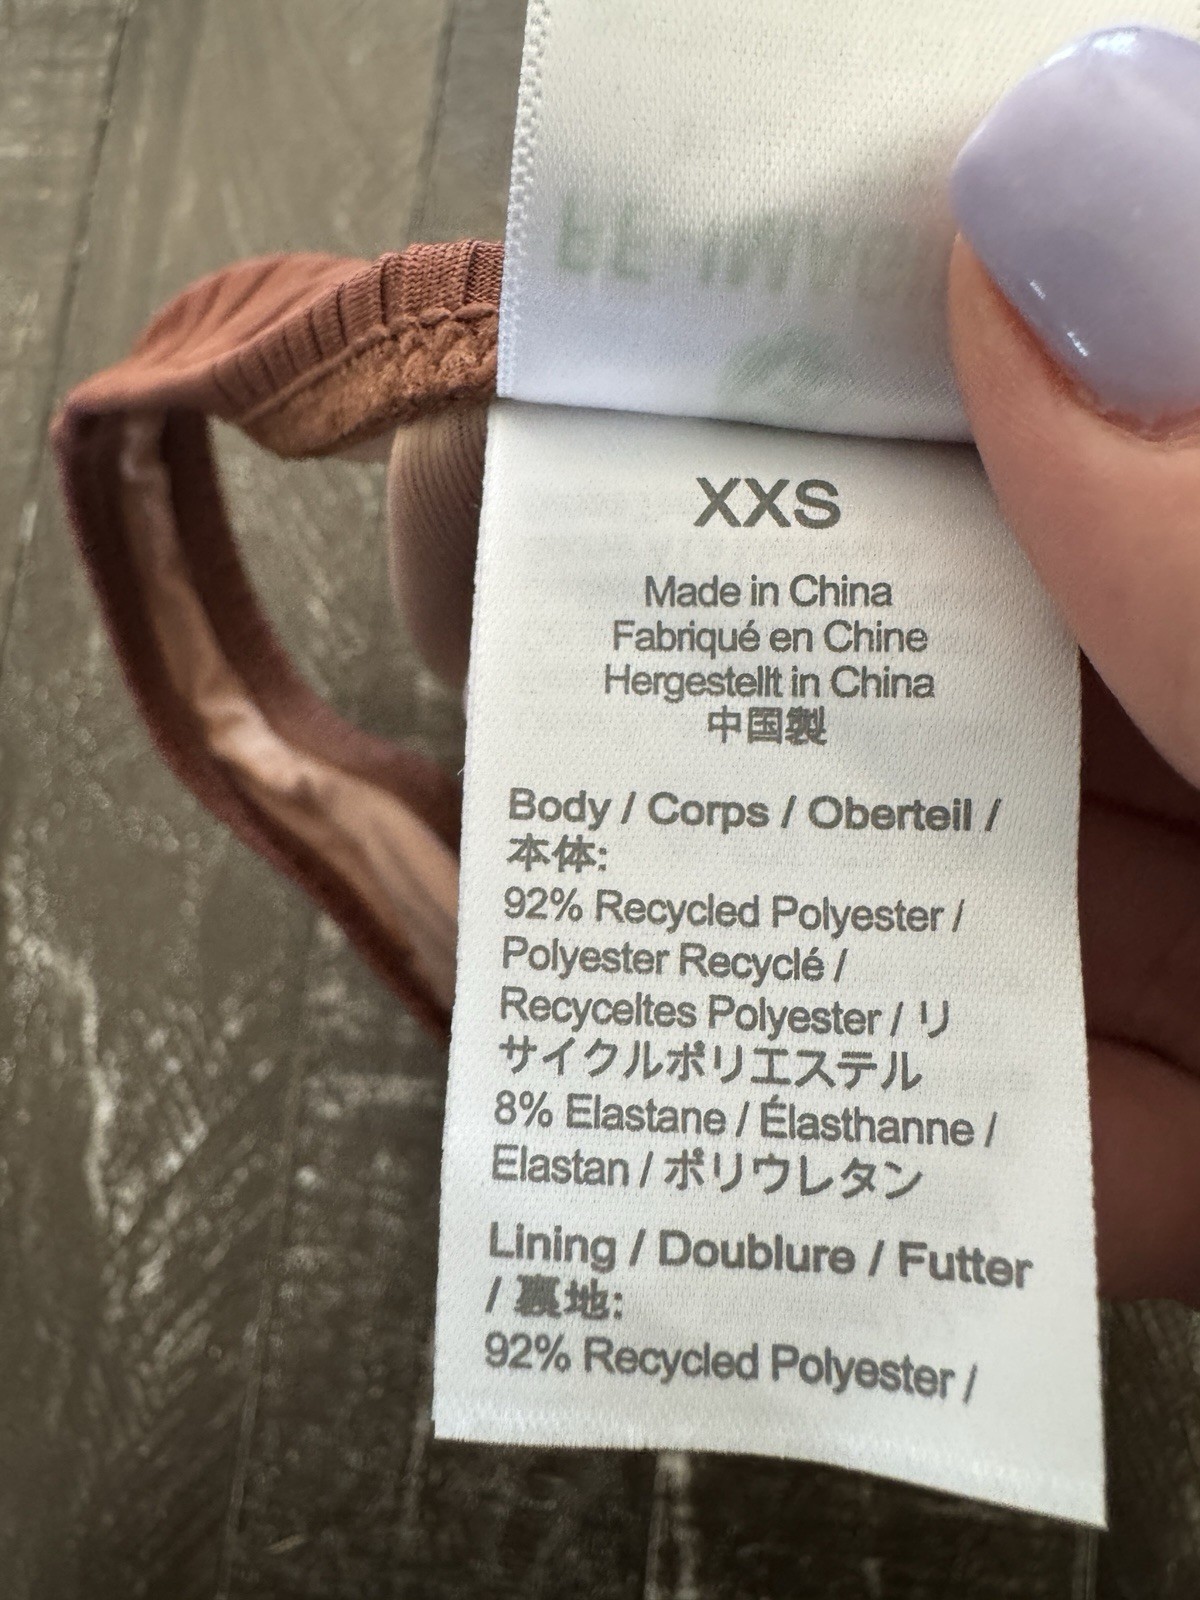 XXS
Made in China
Fabriqué en Chine
Hergestellt in China
中国製
Body / Corps / Oberteil /
本体:
92% Recycled Polyester /
Polyester Recyclé /
Recyceltes Polyester / リ
サイクルポリエステル
8% Elastane / Élasthanne /
Elastan / ポリウレタン
Lining / Doublure / Futter
/ 裏地:
92% Recycled Polyester /